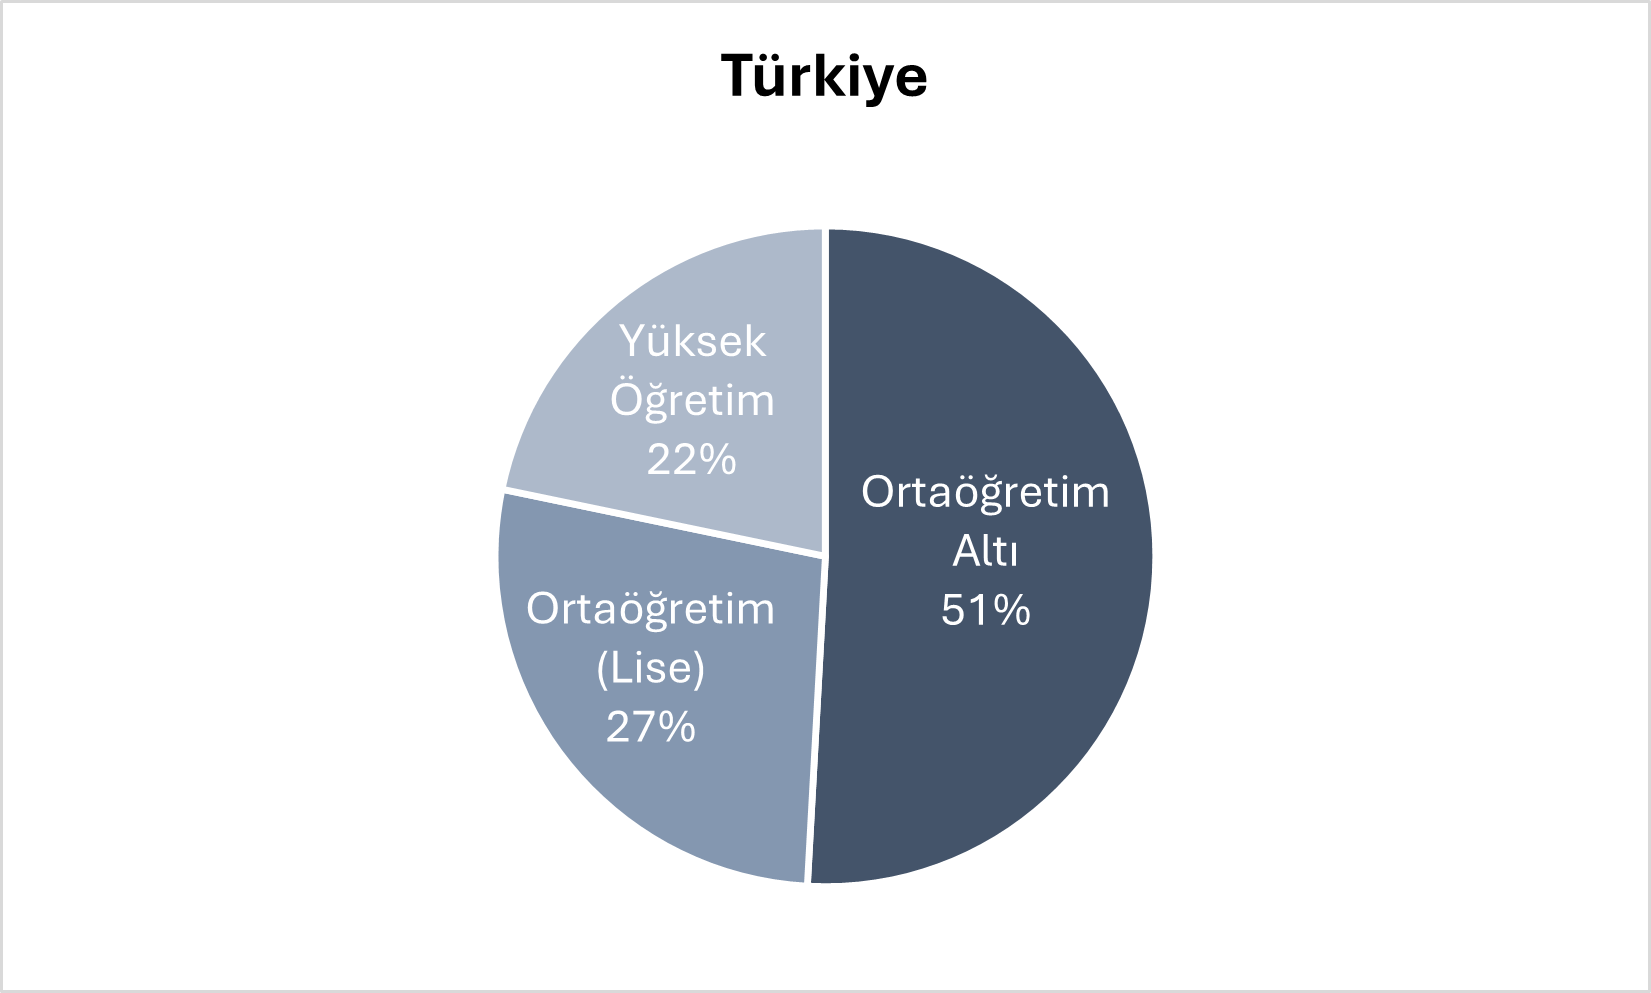 Türkiye
Yüksek
Öğretim
22%
Ortaöğretim
Altı
51%
Ortaöğretim
(Lise)
27%